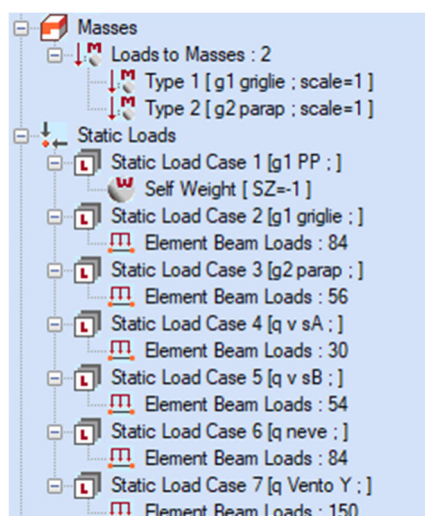 Masses
Loads to Masses : 2
Type 1 [ g1 griglie ; scale=1 ]
Type 2 [ g2 parap ; scale=1 ]
Static Loads
Static Load Case 1 [g1 PP ; ]
Self Weight [ SZ=-1 ]
Static Load Case 2 [g1 griglie ; ]
Element Beam Loads : 84
Static Load Case 3 [g2 parap ; ]
Element Beam Loads : 56
Static Load Case 4 [q v sA ; ]
Element Beam Loads : 30
Static Load Case 5 [q v sB ; ]
Element Beam Loads : 54
Static Load Case 6 [q neve ; ]
Element Beam Loads : 84
Static Load Case 7 [q Vento Y ; ]
Element Beam Loads : 150